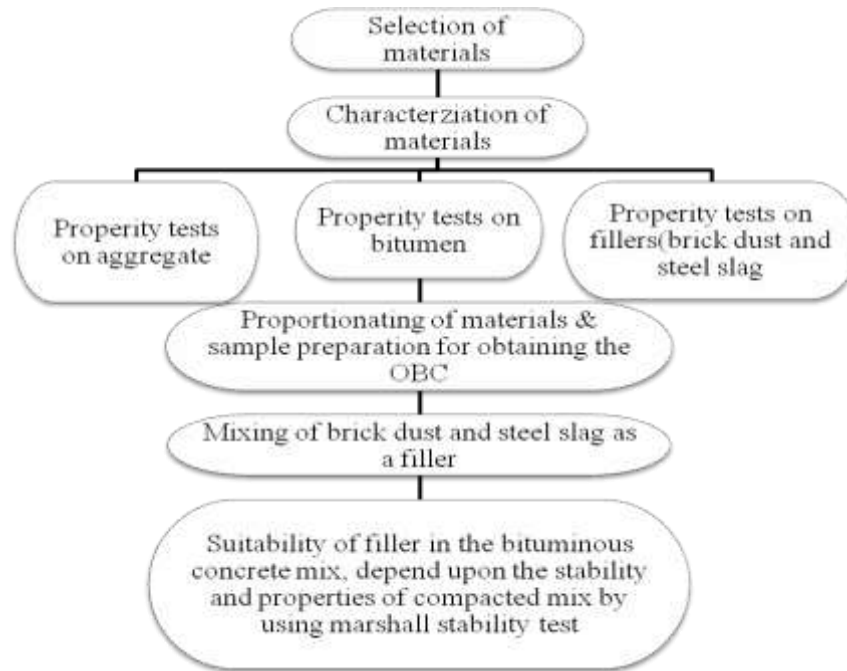 Selection of
materials
Characterziation of
materials
Properity tests
on aggregate
Properity tests on
bitumen
Properity tests on
fillers(brick dust and
steel slag
Proportionating of materials &
sample preparation for obtaining the
OBC
Mixing of brick dust and steel slag as
a filler
Suitability of filler in the bituminous
concrete mix, depend upon the stability
and properties of compacted mix by
using marshall stability test